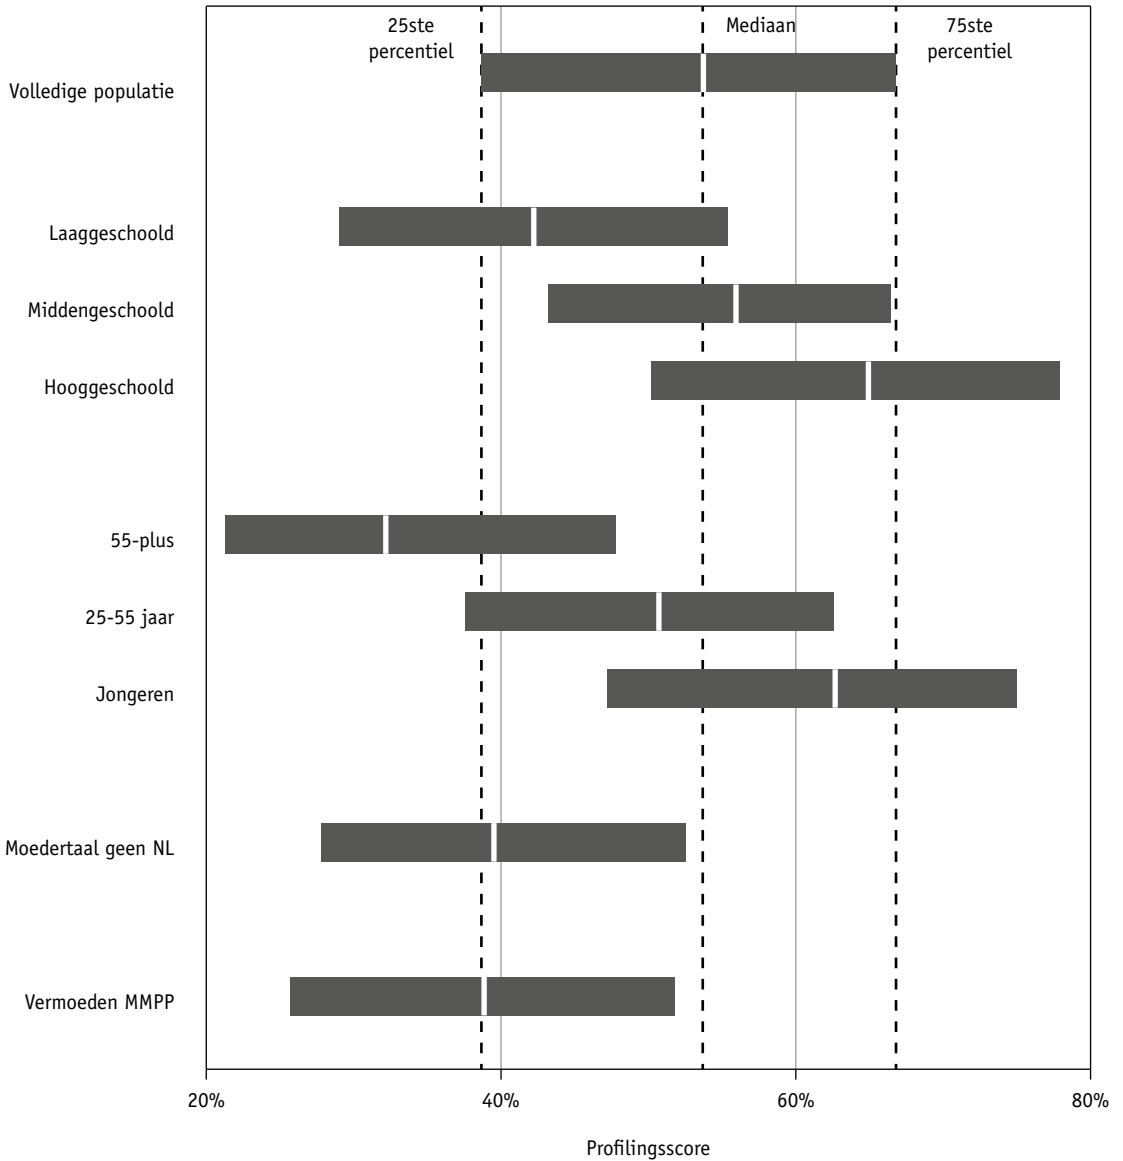 25ste
percentiel
Mediaan
75ste
percentiel
Volledige populatie
Laaggeschoold
Middengeschoold
Hooggeschoold
55-plus
25-55 jaar
Jongeren
Moedertaal geen NL
Vermoeden MMPP
20%
40%
60%
80%
Profilingsscore